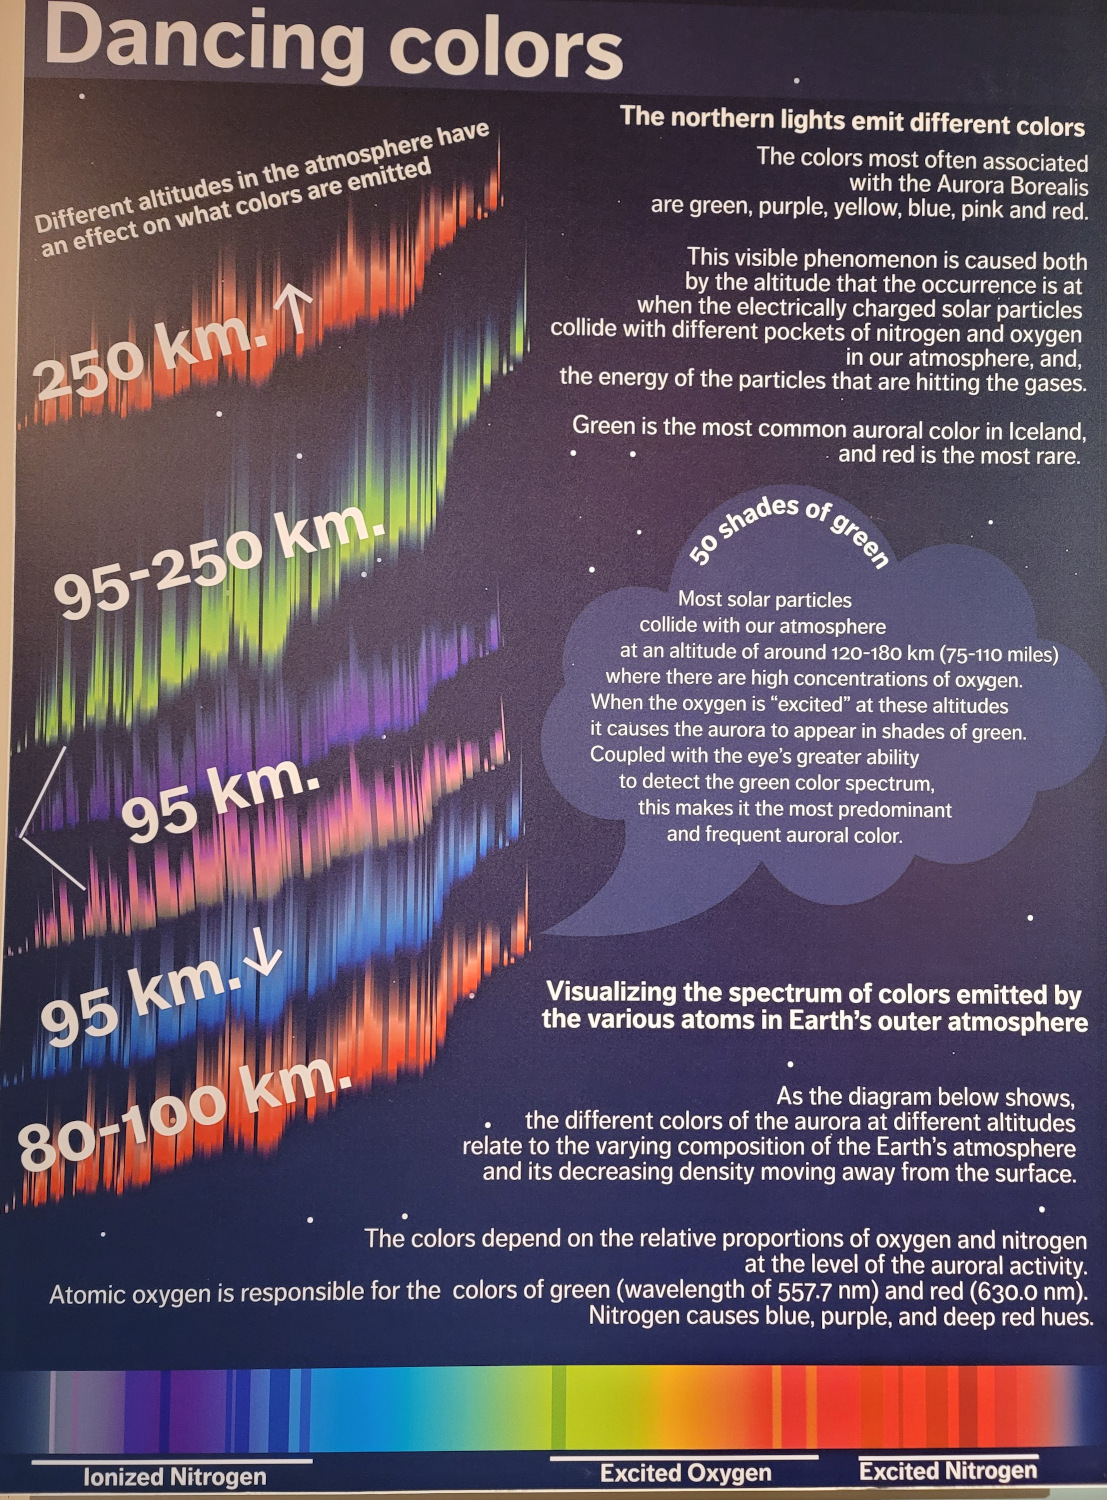 Dancing colors
Different altitudes in the atmosphere have
an effect on what colors are emitted
250 km.↑
95-250 km.
95 km.
95 km.↓
80-100 km.
The northern lights emit different colors
The colors most often associated
with the Aurora Borealis
are green, purple, yellow, blue, pink and red.
This visible phenomenon is caused both
by the altitude that the occurrence is at
when the electrically charged solar particles
collide with different pockets of nitrogen and oxygen
in our atmosphere, and,
the energy of the particles that are hitting the gases.
Green is the most common auroral color in Iceland,
and red is the most rare.
50 shades of green
Most solar particles
collide with our atmosphere
at an altitude of around 120-180 km (75-110 miles)
where there are high concentrations of oxygen.
When the oxygen is “excited” at these altitudes
it causes the aurora to appear in shades of green.
Coupled with the eye’s greater ability
to detect the green color spectrum,
this makes it the most predominant
and frequent auroral color.
Visualizing the spectrum of colors emitted by
the various atoms in Earth’s outer atmosphere
As the diagram below shows,
the different colors of the aurora at different altitudes
relate to the varying composition of the Earth’s atmosphere
and its decreasing density moving away from the surface.
The colors depend on the relative proportions of oxygen and nitrogen
at the level of the auroral activity.
Atomic oxygen is responsible for the colors of green (wavelength of 557.7 nm) and red (630.0 nm).
Nitrogen causes blue, purple, and deep red hues.
Ionized Nitrogen
Excited Oxygen
Excited Nitrogen